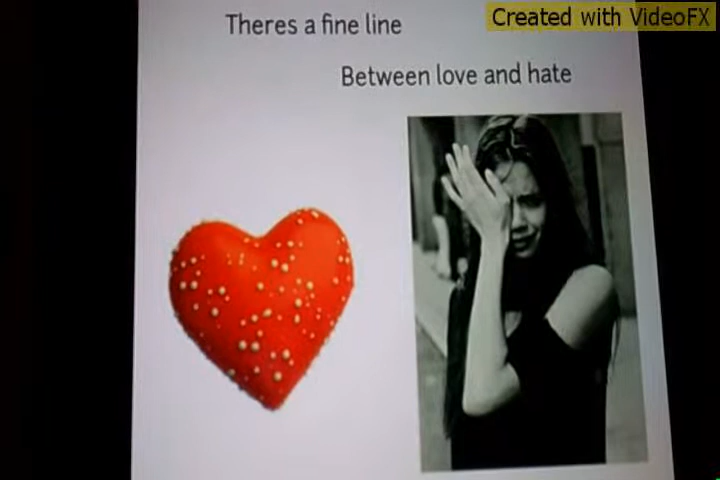 Created with VideoFX
Theres a fine line
Between love and hate